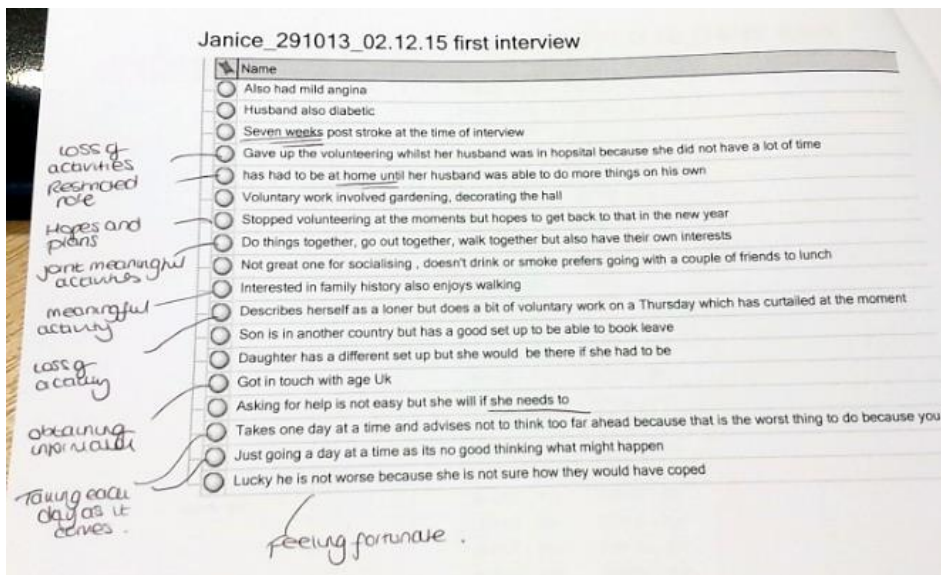 Janice_291013_02.12.15 first interview
Name
Also had mild angina
Husband also diabetic
Seven weeks post stroke at the time of interview
Gave up the volunteering whilst her husband was in hopsital because she did not have a lot of time
has had to be at home until her husband was able to do more things on his own
Voluntary work involved gardening, decorating the hall
Stopped volunteering at the moments but hopes to get back to that in the new year
Do things together, go out together, walk together but also have their own interests
Not great one for socialising , doesn't drink or smoke prefers going with a couple of friends to lunch
Interested in family history also enjoys walking
Describes herself as a loner but does a bit of voluntary work on a Thursday which has curtailed at the moment
Son is in another country but has a good set up to be able to book leave
Daughter has a different set up but she would be there if she had to be
Got in touch with age Uk
Asking for help is not easy but she will if she needs to
Takes one day at a time and advises not to think too far ahead because that is the worst thing to do because you
Just going a day at a time as its no good thinking what might happen
Lucky he is not worse because she is not sure how they would have coped
Loss of
activities
Restricted
role
Hopes and
plans
joint meaningful
activities
meaningful
activity
Loss of
obtaining
Taking each
day as it
comes .
Feeling fortunate .